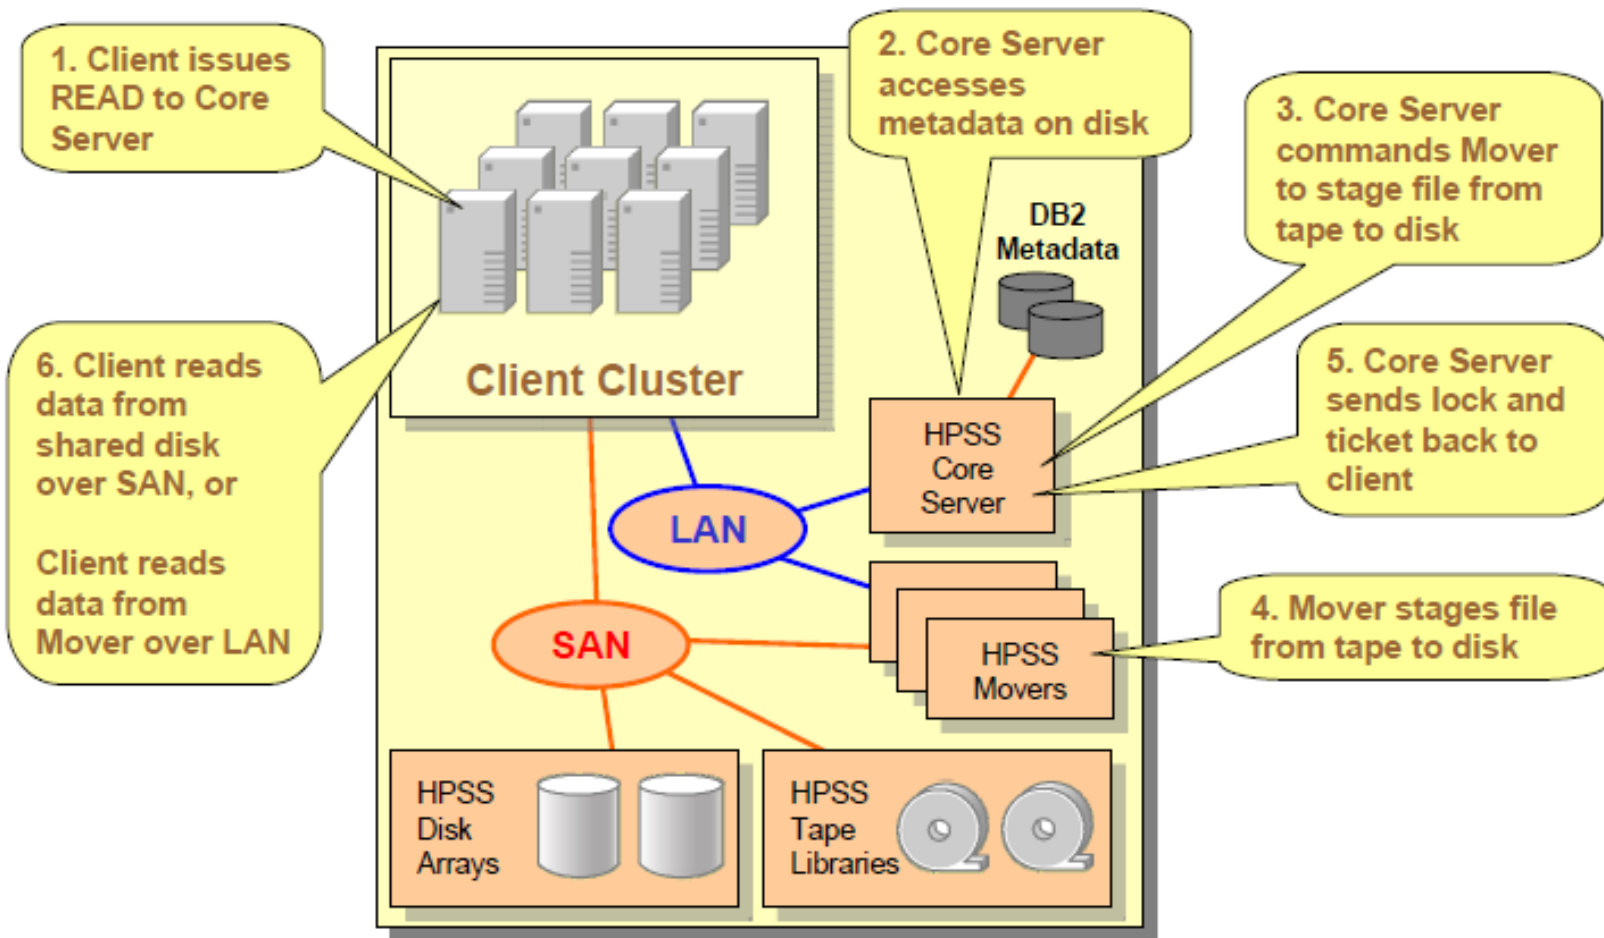 1. Client issues
READ to Core
Server
2. Core Server
accesses
metadata on disk
3. Core Server
commands Mover
to stage file from
tape to disk
DB2
Metadata
6. Client reads
data from
shared disk
over SAN, or
Client reads
data from
Mover over LAN
Client Cluster
5. Core Server
sends lock and
ticket back to
client
HPSS
Core
Server
LAN
SAN
4. Mover stages file
from tape to disk
HPSS
Movers
HPSS
Disk
Arrays
HPSS
Tape
Libraries